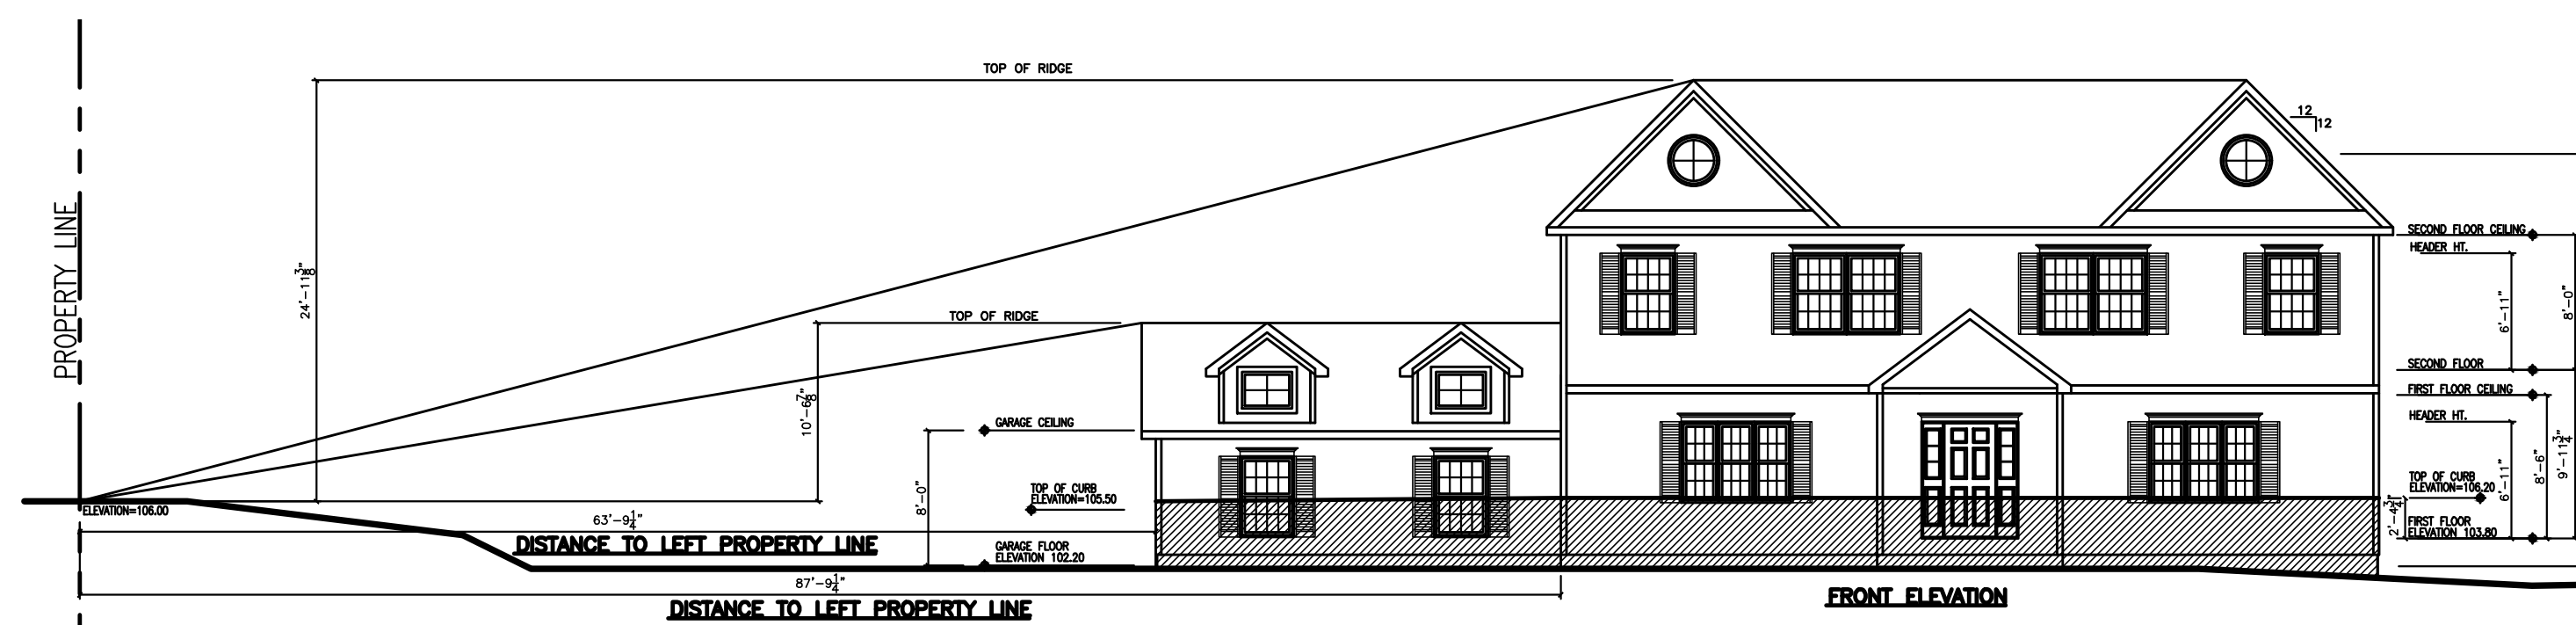 PROPERTY LINE
TOP OF RIDGE
24'-11 3/8"
TOP OF RIDGE
10'-6 7/8"
ELEVATION=106.00
63'-9 1/4"
DISTANCE TO LEFT PROPERTY LINE
87'-9 1/4"
DISTANCE TO LEFT PROPERTY LINE
GARAGE CEILING
8'-0"
TOP OF CURB
ELEVATION=105.50
GARAGE FLOOR
ELEVATION 102.20
FRONT ELEVATION
12
12
SECOND FLOOR CEILING
HEADER HT.
6'-11"
8'-0"
SECOND FLOOR
FIRST FLOOR CEILING
HEADER HT.
6'-11"
8'-6"
9'-11 3/4"
TOP OF CURB
ELEVATION=106.20
2'-4 3/4"
FIRST FLOOR
ELEVATION 103.80